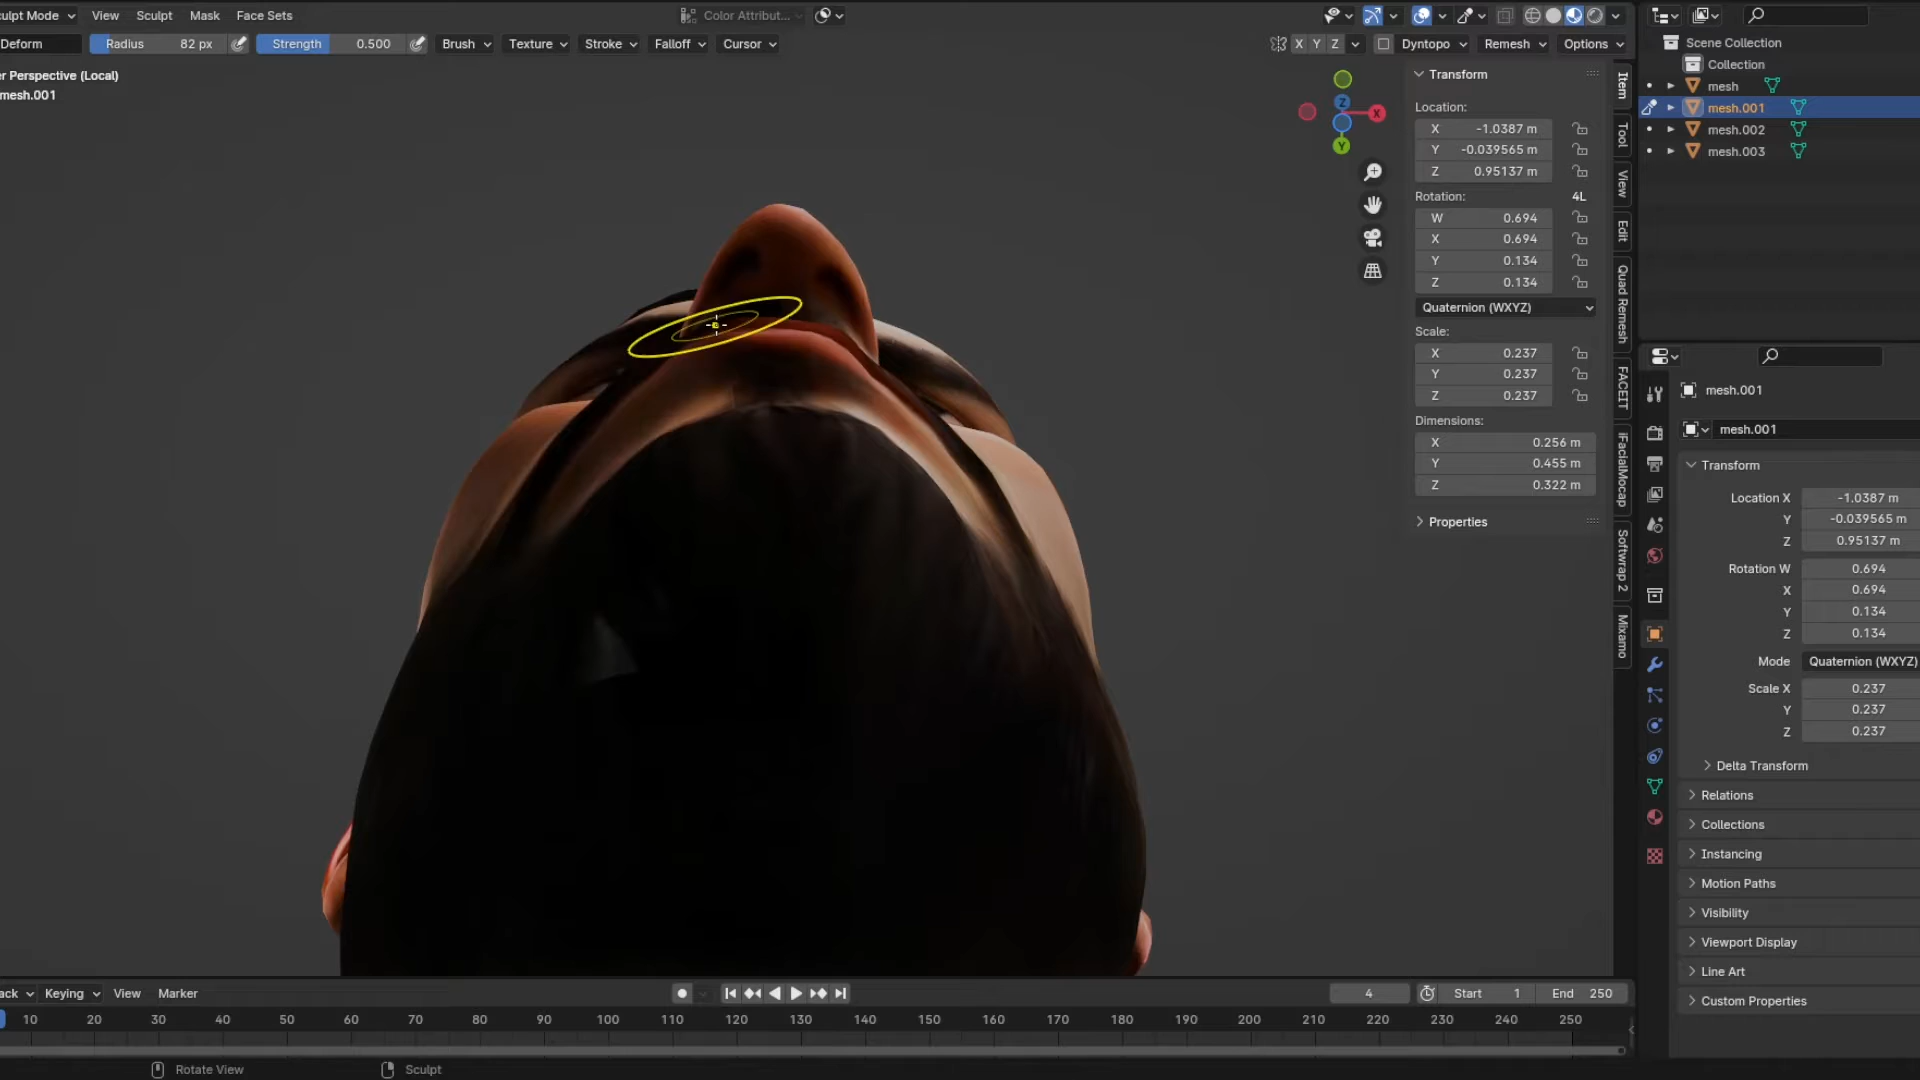 culpt Mode View Sculpt Mask Face Sets Color Attribut...
Deform Radius 82 px Strength 0.500 Brush Texture Stroke Falloff Cursor X Y Z Dyntopo Remesh Options
er Perspective (Local)
mesh.001
Z
X
Y
Transform
Location:
X -1.0387 m
Y -0.039565 m
Z 0.95137 m
Rotation: 4L
W 0.694
X 0.694
Y 0.134
Z 0.134
Quaternion (WXYZ)
Scale:
X 0.237
Y 0.237
Z 0.237
Dimensions:
X 0.256 m
Y 0.455 m
Z 0.322 m
Properties
Item
Tool
View
Edit
Quad Remesh
FACEIT
iFacialMocap
Softwrap 2
Mixamo
Scene Collection
Collection
mesh
mesh.001
mesh.002
mesh.003
mesh.001
mesh.001
Transform
Location X -1.0387 m
Y -0.039565 m
Z 0.95137 m
Rotation W 0.694
X 0.694
Y 0.134
Z 0.134
Mode Quaternion (WXYZ)
Scale X 0.237
Y 0.237
Z 0.237
Delta Transform
Relations
Collections
Instancing
Motion Paths
Visibility
Viewport Display
Line Art
Custom Properties
ack Keying View Marker 4 Start 1 End 250
10 20 30 40 50 60 70 80 90 100 110 120 130 140 150 160 170 180 190 200 210 220 230 240 250
Rotate View Sculpt